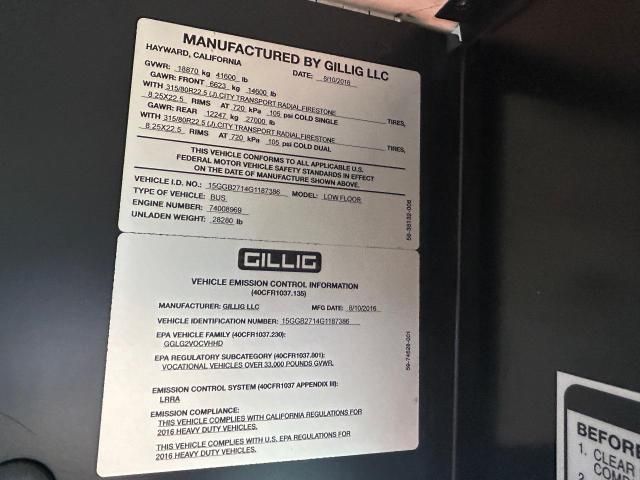 MANUFACTURED BY GILLIG LLC
HAYWARD, CALIFORNIA
DATE: 8/10/2016
GVWR: 18870 kg 41600 lb
GAWR: FRONT 6623 kg 14600 lb
WITH 315/80R22.5 (J),CITY TRANSPORT RADIAL,FIRESTONE TIRES,
8.25X22.5 RIMS AT 720 kPa 105 psi COLD SINGLE
GAWR: REAR 12247 kg 27000 lb
WITH 315/80R22.5 (J),CITY TRANSPORT RADIAL,FIRESTONE TIRES,
8.25X22.5 RIMS AT 720 kPa 105 psi COLD DUAL
THIS VEHICLE CONFORMS TO ALL APPLICABLE U.S.
FEDERAL MOTOR VEHICLE SAFETY STANDARDS IN EFFECT
ON THE DATE OF MANUFACTURE SHOWN ABOVE.
VEHICLE I.D. NO.: 15GGB2714G1187386 MODEL: LOW FLOOR
TYPE OF VEHICLE: BUS
ENGINE NUMBER: 74008969
UNLADEN WEIGHT: 28280 lb
GILLIG
VEHICLE EMISSION CONTROL INFORMATION
(40CFR1037.135)
MANUFACTURER: GILLIG LLC MFG DATE: 8/10/2016
VEHICLE IDENTIFICATION NUMBER: 15GGB2714G1187386
EPA VEHICLE FAMILY (40CFR1037.230):
GGLG2VOCVHHD
EPA REGULATORY SUBCATEGORY (40CFR1037.801):
VOCATIONAL VEHICLES OVER 33,000 POUNDS GVWR.
EMISSION CONTROL SYSTEM (40CFR1037 APPENDIX III):
LRRA
EMISSION COMPLIANCE:
THIS VEHICLE COMPLIES WITH CALIFORNIA REGULATIONS FOR
2016 HEAVY DUTY VEHICLES.
THIS VEHICLE COMPLIES WITH U.S. EPA REGULATIONS FOR
2016 HEAVY DUTY VEHICLES.
59-74528-001
BEFORE
1. CLEAR
2.